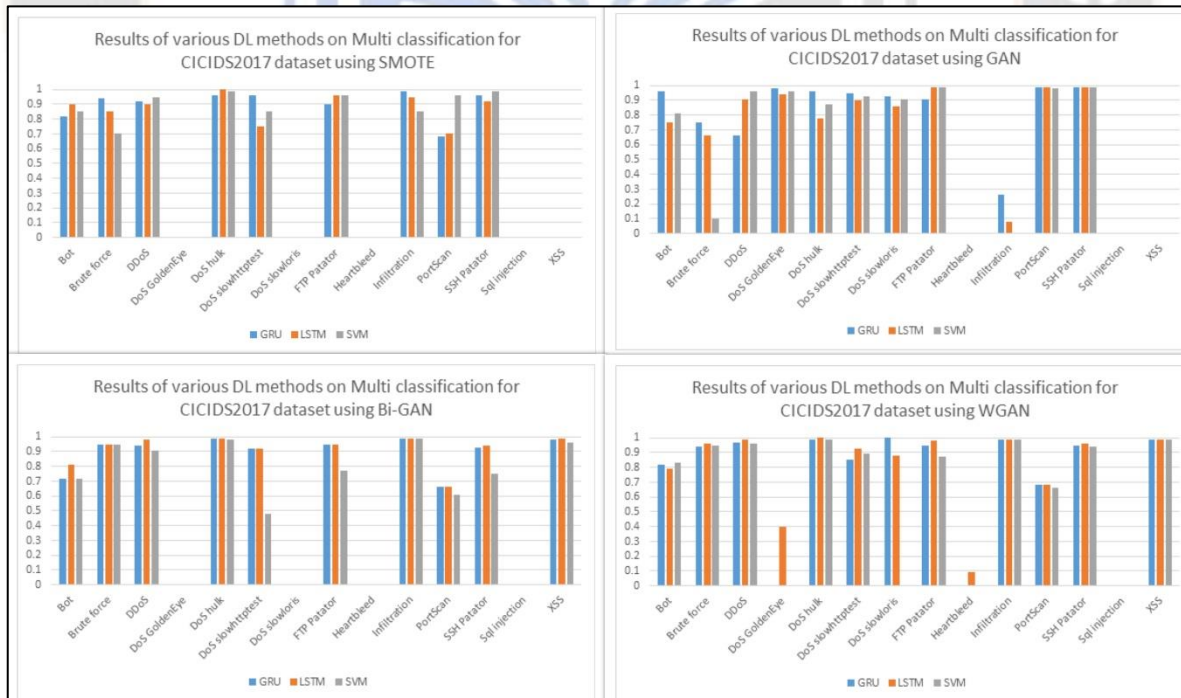 Results of various DL methods on Multi classification for
CICIDS2017 dataset using SMOTE
1
0.9
0.8
0.7
0.6
0.5
0.4
0.3
0.2
0.1
0
Bot
Brute force
DDoS
DoS GoldenEye
DoS hulk
DoS slowhttptest
DoS slowloris
FTP Patator
Heartbleed
Infiltration
PortScan
SSH Patator
Sql injection
XSS
GRU LSTM SVM
Results of various DL methods on Multi classification for
CICIDS2017 dataset using GAN
1
0.9
0.8
0.7
0.6
0.5
0.4
0.3
0.2
0.1
0
Bot
Brute force
DDoS
DoS GoldenEye
DoS hulk
DoS slowhttptest
DoS slowloris
FTP Patator
Heartbleed
Infiltration
PortScan
SSH Patator
Sql injection
XSS
GRU LSTM SVM
Results of various DL methods on Multi classification for
CICIDS2017 dataset using Bi-GAN
1
0.9
0.8
0.7
0.6
0.5
0.4
0.3
0.2
0.1
0
Bot
Brute force
DDoS
DoS GoldenEye
DoS hulk
DoS slowhttptest
DoS slowloris
FTP Patator
Heartbleed
Infiltration
PortScan
SSH Patator
Sql injection
XSS
GRU LSTM SVM
Results of various DL methods on Multi classification for
CICIDS2017 dataset using WGAN
1
0.9
0.8
0.7
0.6
0.5
0.4
0.3
0.2
0.1
0
Bot
Brute force
DDoS
DoS GoldenEye
DoS hulk
DoS slowhttptest
DoS slowloris
FTP Patator
Heartbleed
Infiltration
PortScan
SSH Patator
Sql injection
XSS
GRU LSTM SVM